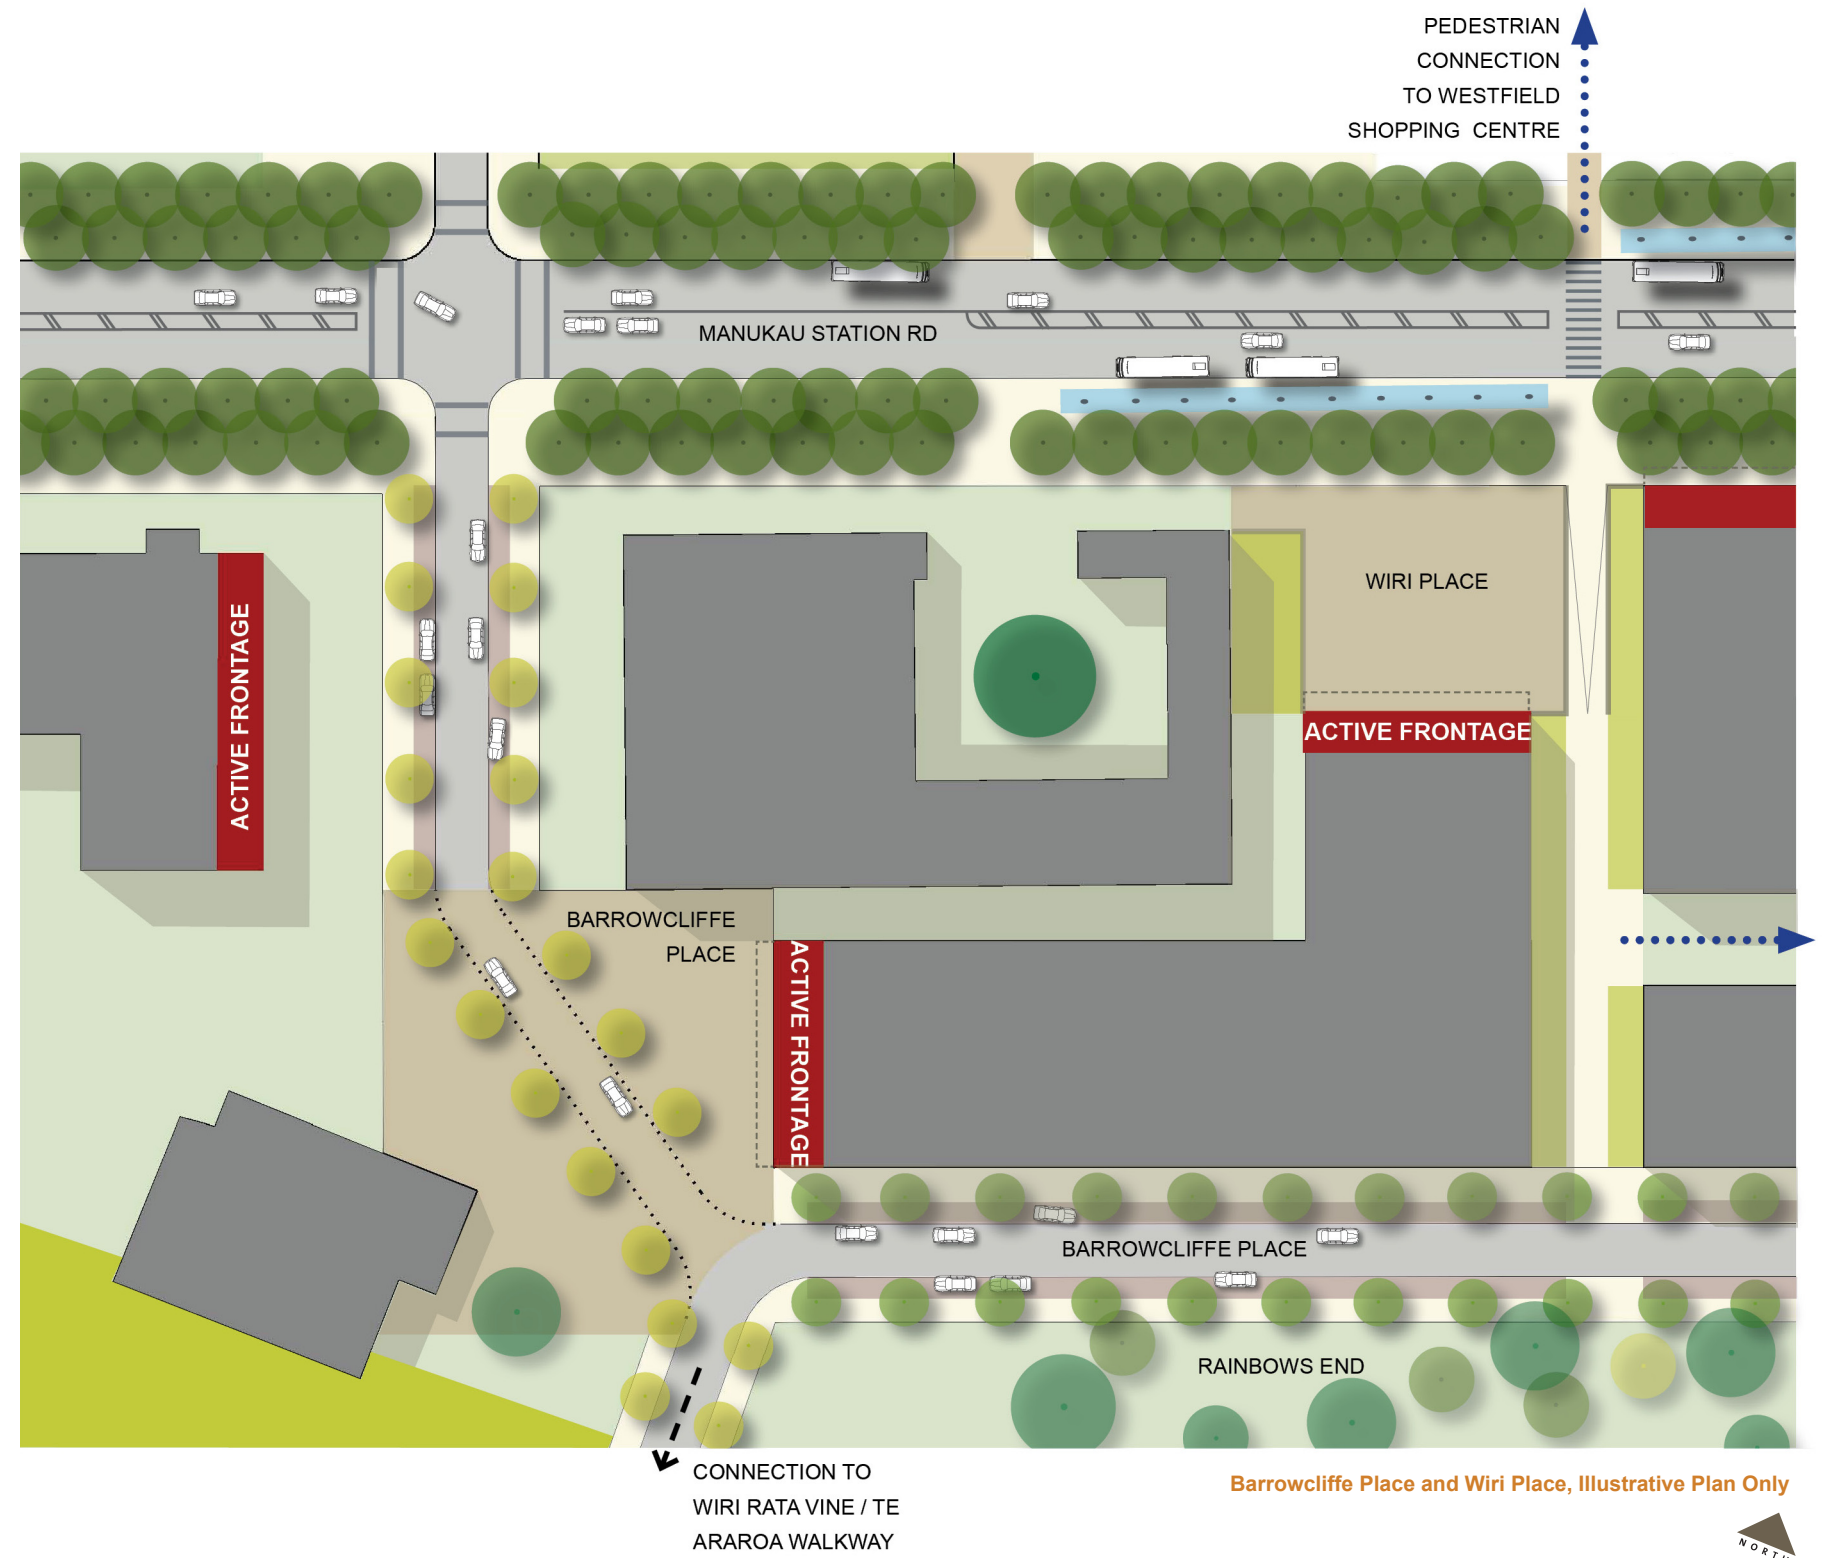 PEDESTRIAN
CONNECTION
TO WESTFIELD
SHOPPING CENTRE
MANUKAU STATION RD
WIRI PLACE
ACTIVE FRONTAGE
ACTIVE FRONTAGE
BARROWCLIFFE
PLACE
ACTIVE FRONTAGE
BARROWCLIFFE PLACE
RAINBOWS END
CONNECTION TO
WIRI RATA VINE / TE
ARAROA WALKWAY
Barrowcliffe Place and Wiri Place, Illustrative Plan Only
NORTH